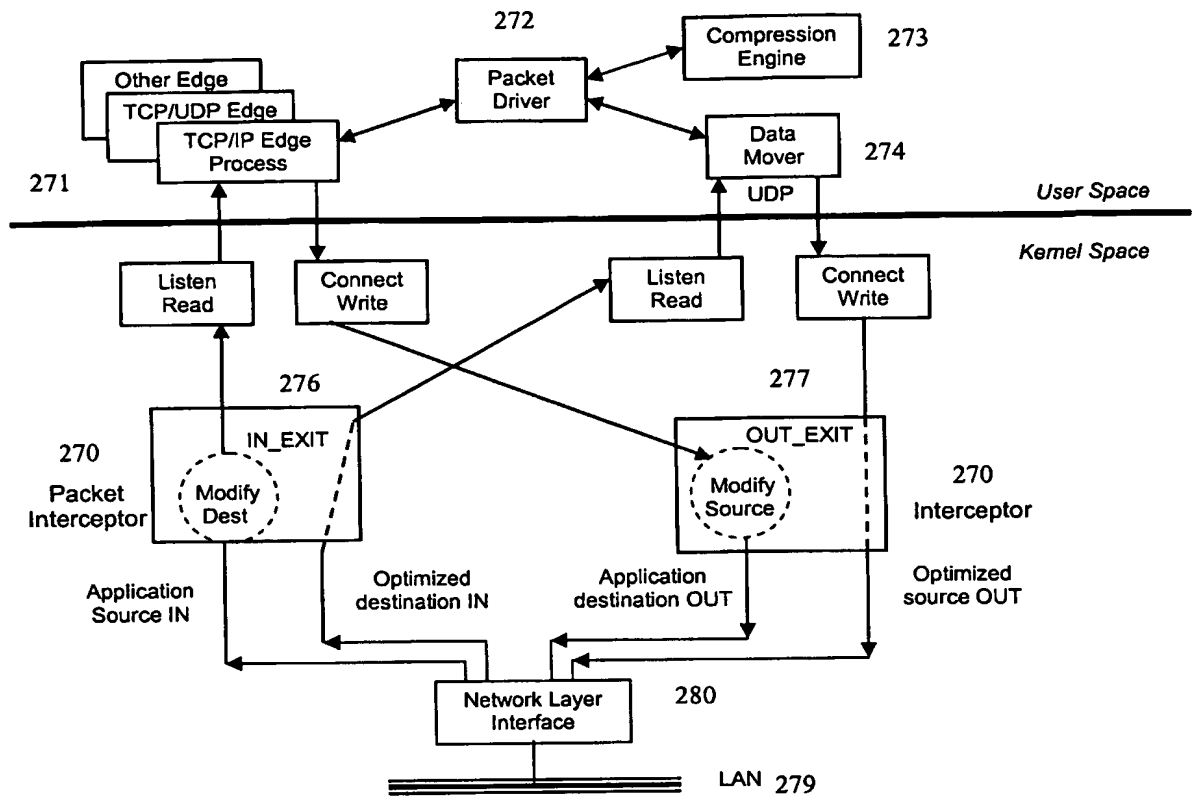 272
Compression
Engine
273
Other Edge
TCP/UDP Edge
TCP/IP Edge
Process
Packet
Driver
Data
Mover
274
271
UDP
User Space
Kernel Space
Listen
Read
Connect
Write
Listen
Read
Connect
Write
276
277
IN_EXIT
OUT_EXIT
270
Packet
Interceptor
Modify
Dest
Modify
Source
270
Interceptor
Application
Source IN
Optimized
destination IN
Application
destination OUT
Optimized
source OUT
Network Layer
Interface
280
LAN 279